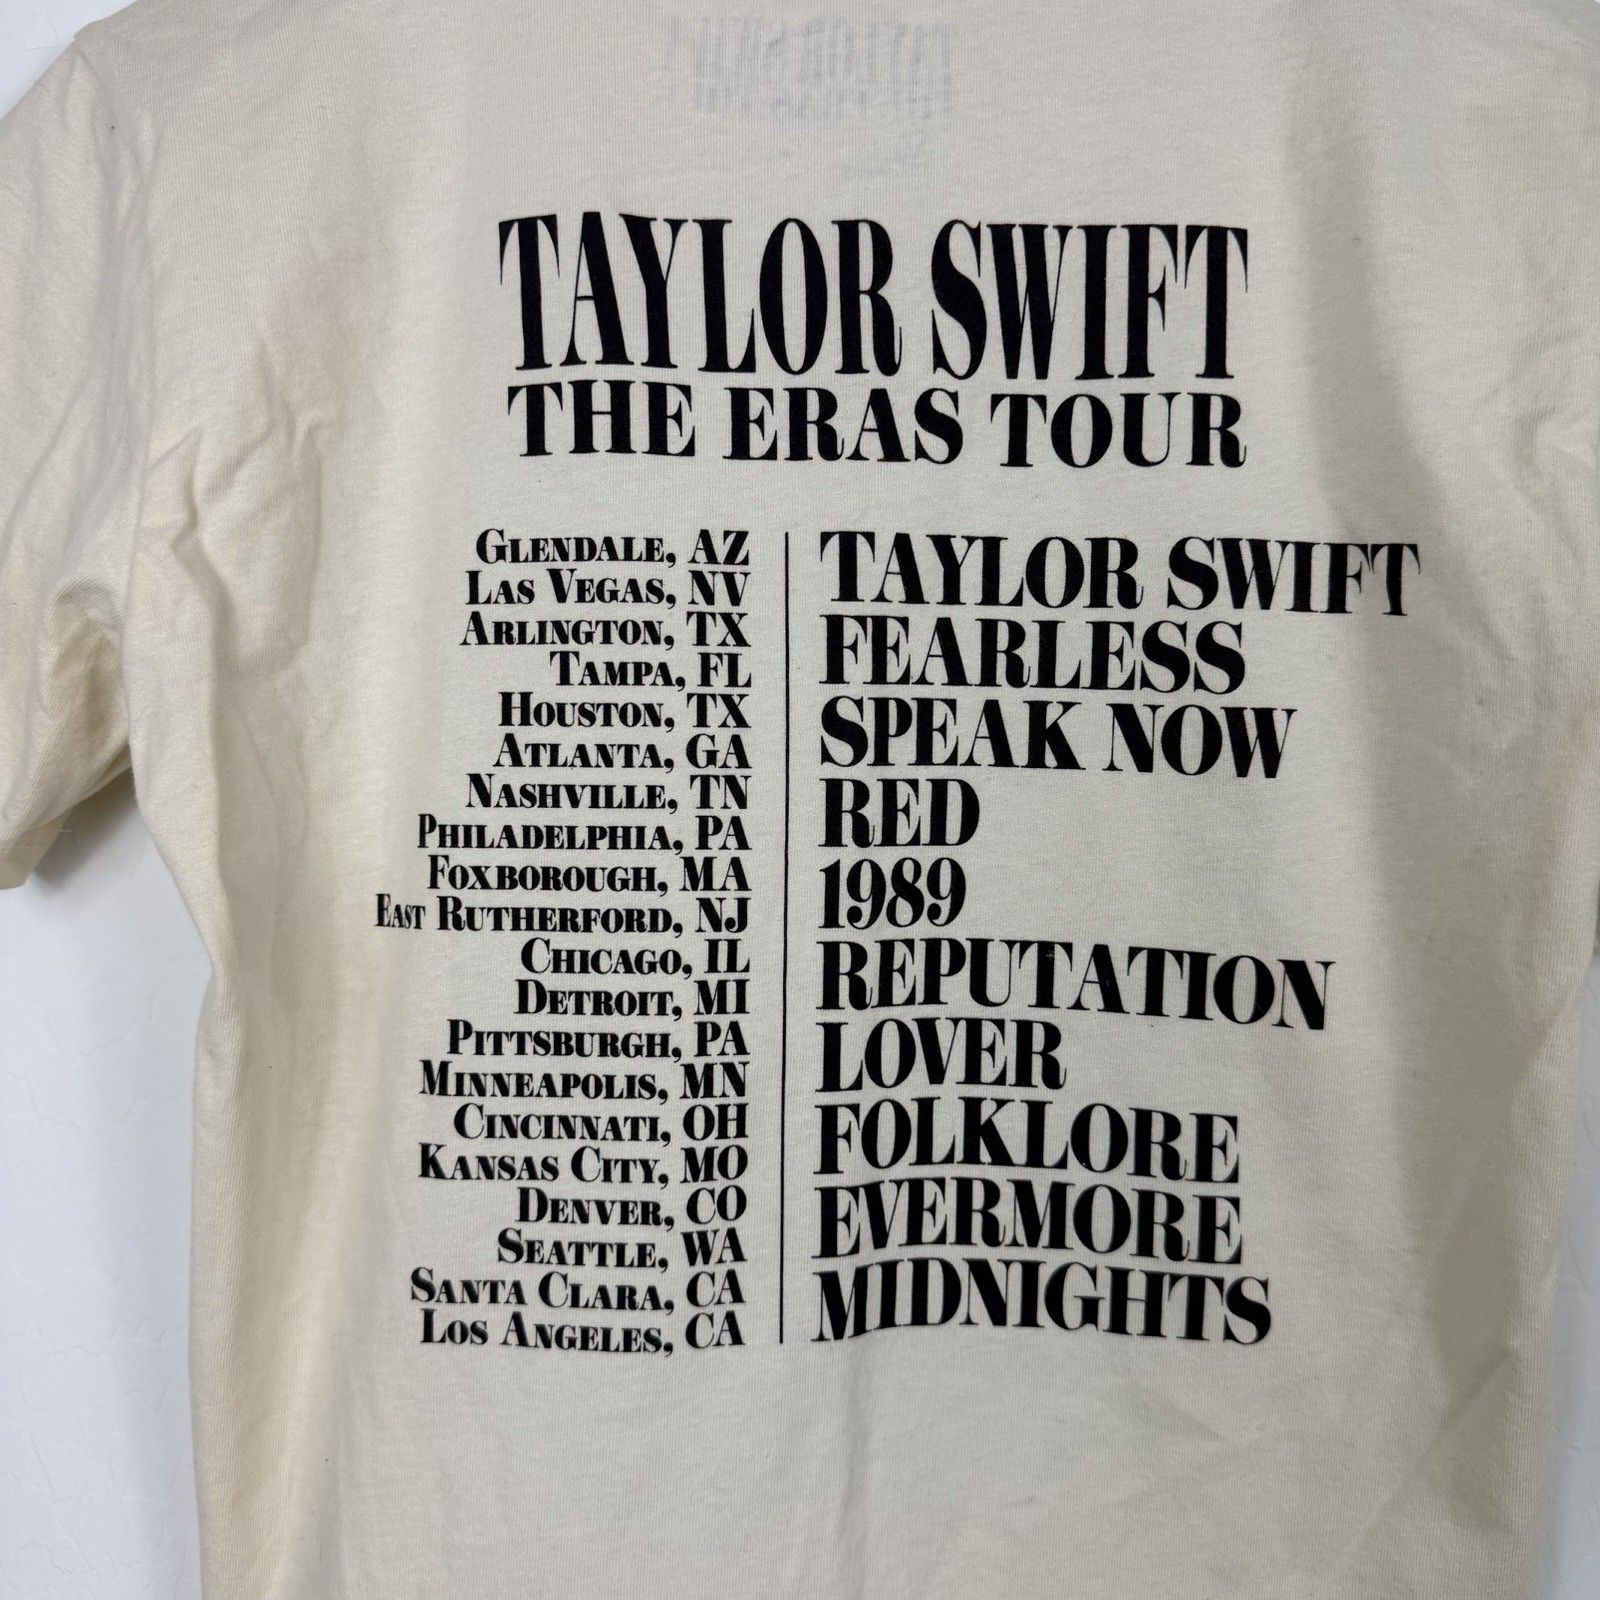 TAYLOR SWIFT
THE ERAS TOUR
GLENDALE, AZ
LAS VEGAS, NV
ARLINGTON, TX
TAMPA, FL
HOUSTON, TX
ATLANTA, GA
NASHVILLE, TN
PHILADELPHIA, PA
FOXBOROUGH, MA
EAST RUTHERFORD, NJ
CHICAGO, IL
DETROIT, MI
PITTSBURGH, PA
MINNEAPOLIS, MN
CINCINNATI, OH
KANSAS CITY, MO
DENVER, CO
SEATTLE, WA
SANTA CLARA, CA
LOS ANGELES, CA
TAYLOR SWIFT
FEARLESS
SPEAK NOW
RED
1989
REPUTATION
LOVER
FOLKLORE
EVERMORE
MIDNIGHTS